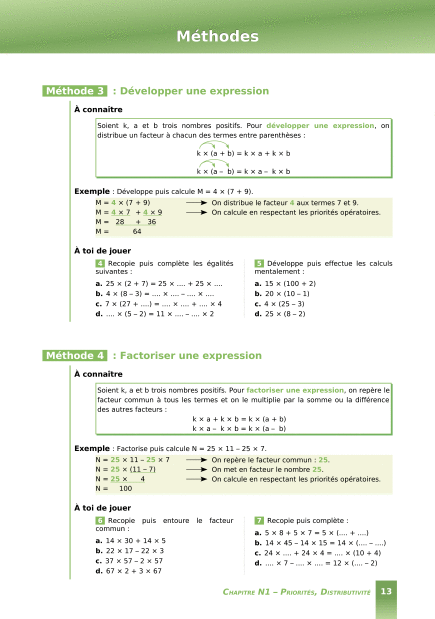 Méthodes
Méthode 3 : Développer une expression
À connaître
Soient k, a et b trois nombres positifs. Pour développer une expression, on
distribue un facteur à chacun des termes entre parenthèses :
k × (a + b) = k × a + k × b
k × (a – b) = k × a – k × b
Exemple : Développe puis calcule M = 4 × (7 + 9).
M = 4 × (7 + 9) On distribue le facteur 4 aux termes 7 et 9.
M = 4 × 7 + 4 × 9 On calcule en respectant les priorités opératoires.
M = 28 + 36
M = 64
À toi de jouer
4 Recopie puis complète les égalités
suivantes :
a. 25 × (2 + 7) = 25 × .... + 25 × ....
b. 4 × (8 – 3) = .... × .... – .... × ....
c. 7 × (27 + ....) = .... × .... + .... × 4
d. .... × (5 – 2) = 11 × .... – .... × 2
5 Développe puis effectue les calculs
mentalement :
a. 15 × (100 + 2)
b. 20 × (10 – 1)
c. 4 × (25 – 3)
d. 25 × (8 – 2)
Méthode 4 : Factoriser une expression
À connaître
Soient k, a et b trois nombres positifs. Pour factoriser une expression, on repère le
facteur commun à tous les termes et on le multiplie par la somme ou la différence
des autres facteurs :
k × a + k × b = k × (a + b)
k × a – k × b = k × (a – b)
Exemple : Factorise puis calcule N = 25 × 11 – 25 × 7.
N = 25 × 11 – 25 × 7 On repère le facteur commun : 25.
N = 25 × (11 – 7) On met en facteur le nombre 25.
N = 25 × 4 On calcule en respectant les priorités opératoires.
N = 100
À toi de jouer
6 Recopie puis entoure le facteur
commun :
a. 14 × 30 + 14 × 5
b. 22 × 17 – 22 × 3
c. 37 × 57 – 2 × 57
d. 67 × 2 + 3 × 67
7 Recopie puis complète :
a. 5 × 8 + 5 × 7 = 5 × (.... + ....)
b. 14 × 45 – 14 × 15 = 14 × (.... – ....)
c. 24 × .... + 24 × 4 = .... × (10 + 4)
d. .... × 7 – .... × .... = 12 × (.... – 2)
Chapitre N1 – Priorités, Distributivité 13